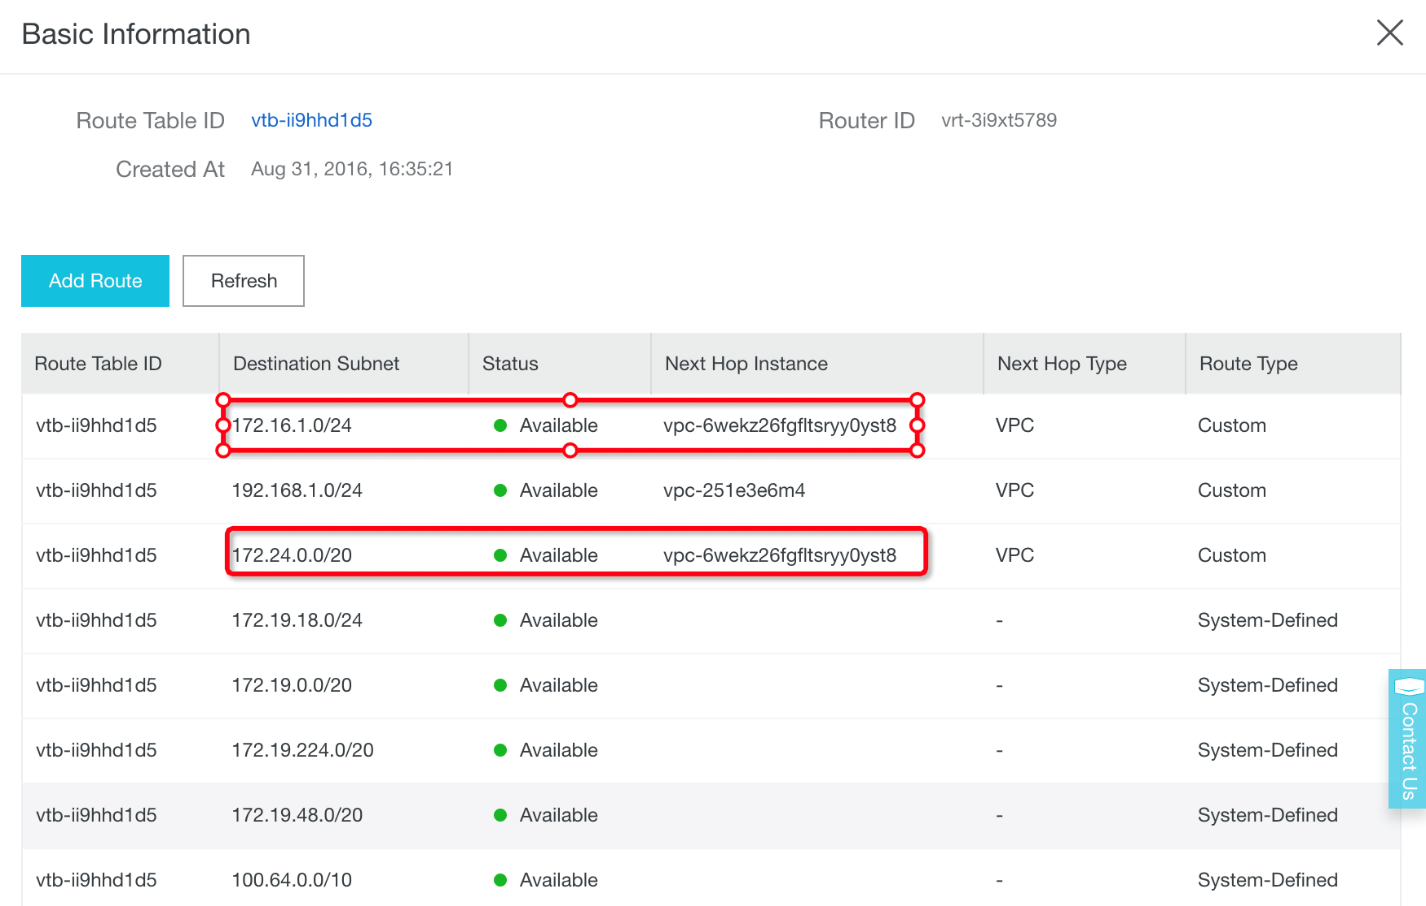 Basic Information
Route Table ID vtb-ii9hhd1d5 Router ID vrt-3i9xt5789
Created At Aug 31, 2016, 16:35:21
Add Route Refresh
Route Table ID Destination Subnet Status Next Hop Instance Next Hop Type Route Type
vtb-ii9hhd1d5 172.16.1.0/24 Available vpc-6wekz26fgfltsryy0yst8 VPC Custom
vtb-ii9hhd1d5 192.168.1.0/24 Available vpc-251e3e6m4 VPC Custom
vtb-ii9hhd1d5 172.24.0.0/20 Available vpc-6wekz26fgfltsryy0yst8 VPC Custom
vtb-ii9hhd1d5 172.19.18.0/24 Available - System-Defined
vtb-ii9hhd1d5 172.19.0.0/20 Available - System-Defined
vtb-ii9hhd1d5 172.19.224.0/20 Available - System-Defined
vtb-ii9hhd1d5 172.19.48.0/20 Available - System-Defined
vtb-ii9hhd1d5 100.64.0.0/10 Available - System-Defined
Contact Us